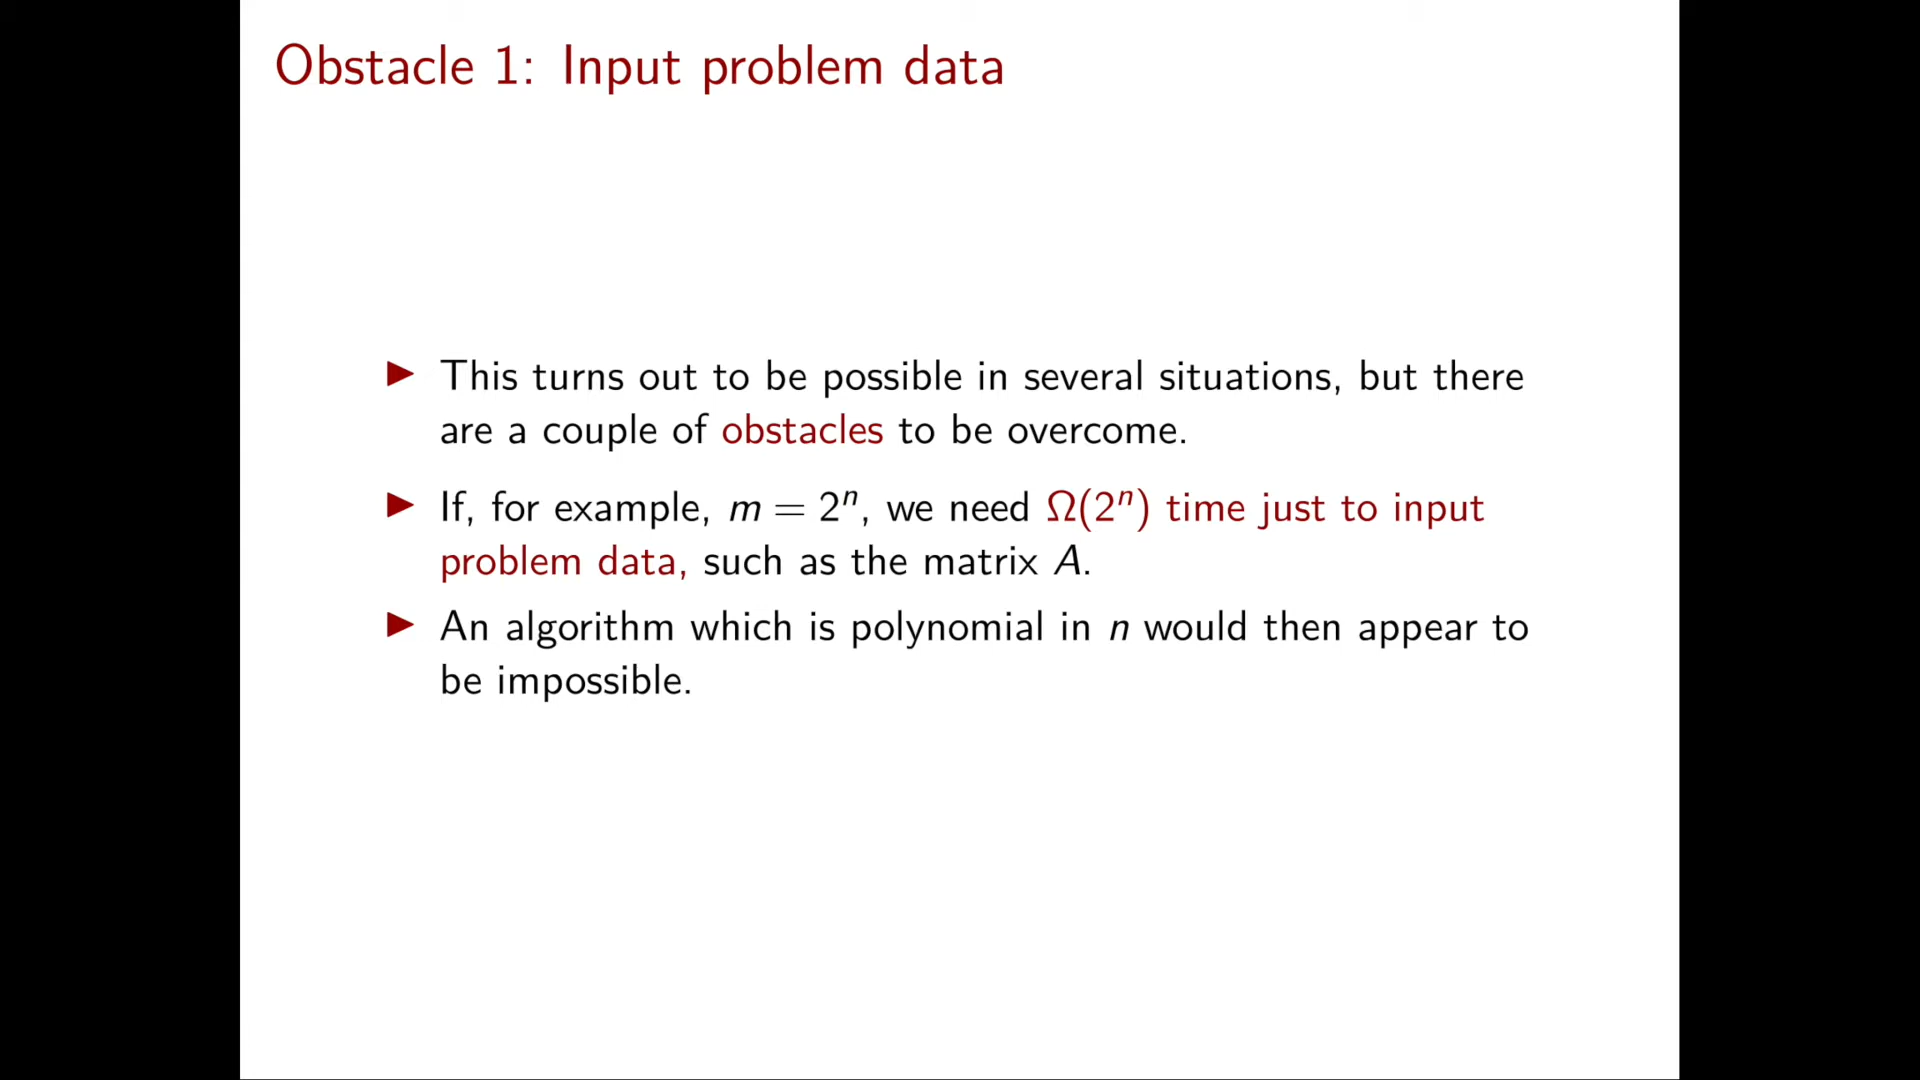 Obstacle 1: Input problem data
▶ This turns out to be possible in several situations, but there
are a couple of obstacles to be overcome.
▶ If, for example, m = 2ⁿ, we need Ω(2ⁿ) time just to input
problem data, such as the matrix A.
▶ An algorithm which is polynomial in n would then appear to
be impossible.